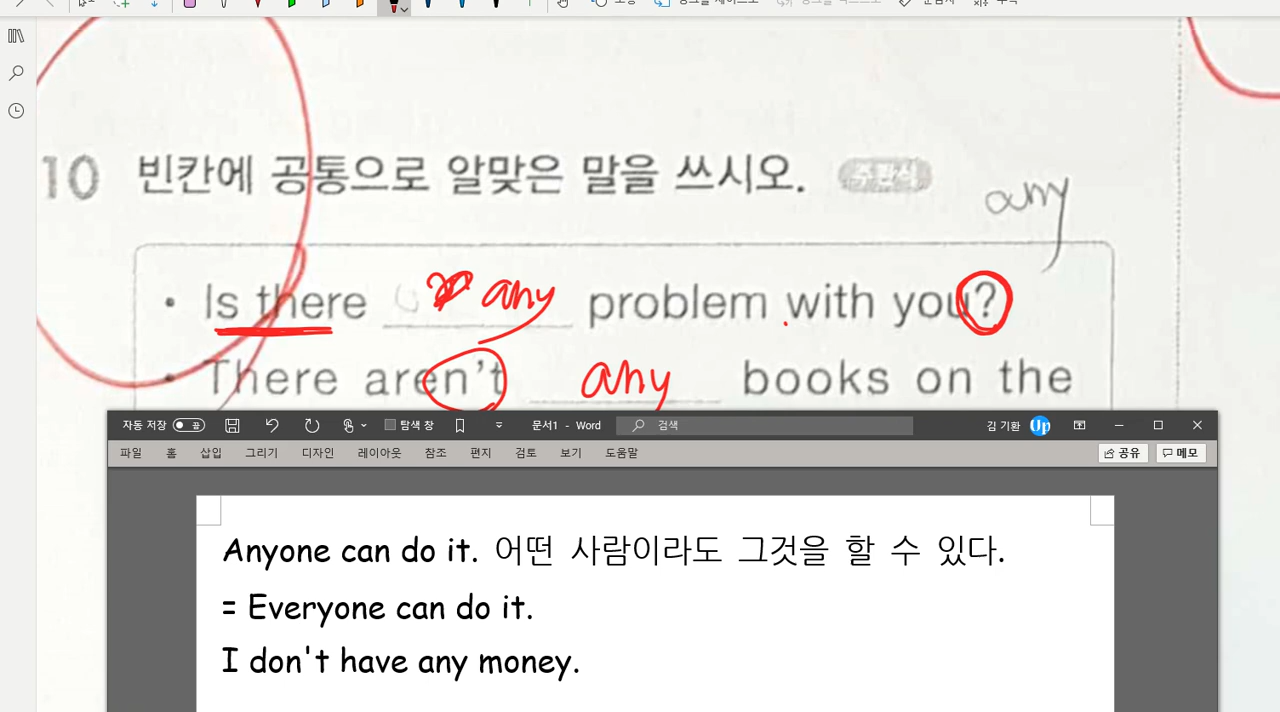 10 빈칸에 공통으로 알맞은 말을 쓰시오. 주관식
any
• Is there any problem with you?
• There aren't any books on the
자동 저장 끔 탐색 창 문서1 - Word 검색 김 기환 Up
파일 홈 삽입 그리기 디자인 레이아웃 참조 편지 검토 보기 도움말 공유 메모
Anyone can do it. 어떤 사람이라도 그것을 할 수 있다.
= Everyone can do it.
I don't have any money.